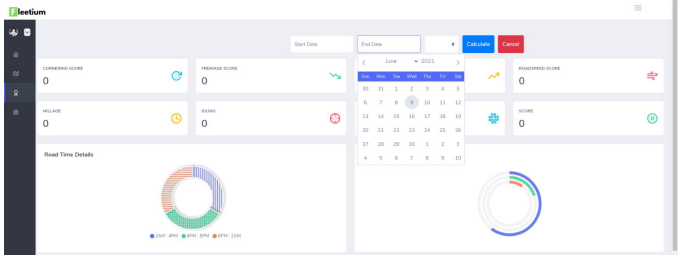 Fleetium
Start Date
End Date
Calculate
Cancel
June 2021
Sun Mon Tue Wed Thu Fri Sat
30 31 1 2 3 4 5
6 7 8 9 10 11 12
13 14 15 16 17 18 19
20 21 22 23 24 25 26
27 28 29 30 1 2 3
4 5 6 7 8 9 10
CORNERING SCORE
0
FREINAGE SCORE
0
ROADSPEED SCORE
0
MILLAGE
0
IDLING
0
SCORE
0
Road Time Details
2AM : 4PM 4PM : 8PM 8PM : 2AM